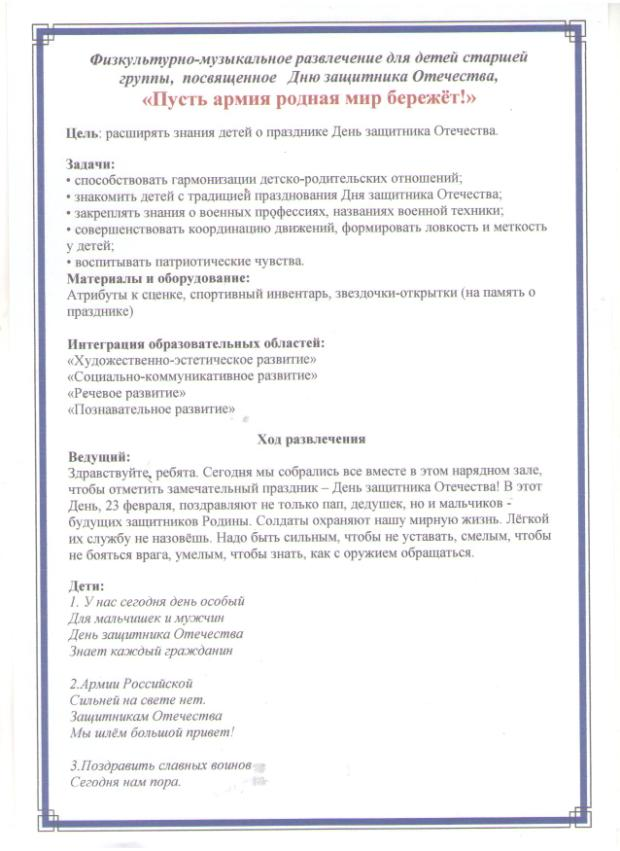 Физкультурно-музыкальное развлечение для детей старшей
группы, посвященное Дню защитника Отечества,
«Пусть армия родная мир бережёт!»
Цель: расширять знания детей о празднике День защитника Отечества.
Задачи:
• способствовать гармонизации детско-родительских отношений;
• знакомить детей с традицией празднования Дня защитника Отечества;
• закреплять знания о военных профессиях, названиях военной техники;
• совершенствовать координацию движений, формировать ловкость и меткость
у детей;
• воспитывать патриотические чувства.
Материалы и оборудование:
Атрибуты к сценке, спортивный инвентарь, звездочки-открытки (на память о
празднике)
Интеграция образовательных областей:
«Художественно-эстетическое развитие»
«Социально-коммуникативное развитие»
«Речевое развитие»
«Познавательное развитие»
Ход развлечения
Ведущий:
Здравствуйте, ребята. Сегодня мы собрались все вместе в этом нарядном зале,
чтобы отметить замечательный праздник – День защитника Отечества! В этот
День, 23 февраля, поздравляют не только пап, дедушек, но и мальчиков -
будущих защитников Родины. Солдаты охраняют нашу мирную жизнь. Лёгкой
их службу не назовёшь. Надо быть сильным, чтобы не уставать, смелым, чтобы
не бояться врага, умелым, чтобы знать, как с оружием обращаться.
Дети:
1. У нас сегодня день особый
Для мальчишек и мужчин
День защитника Отечества
Знает каждый гражданин
2.Армии Российской
Сильней на свете нет.
Защитникам Отечества
Мы шлём большой привет!
3.Поздравить славных воинов
Сегодня нам пора.